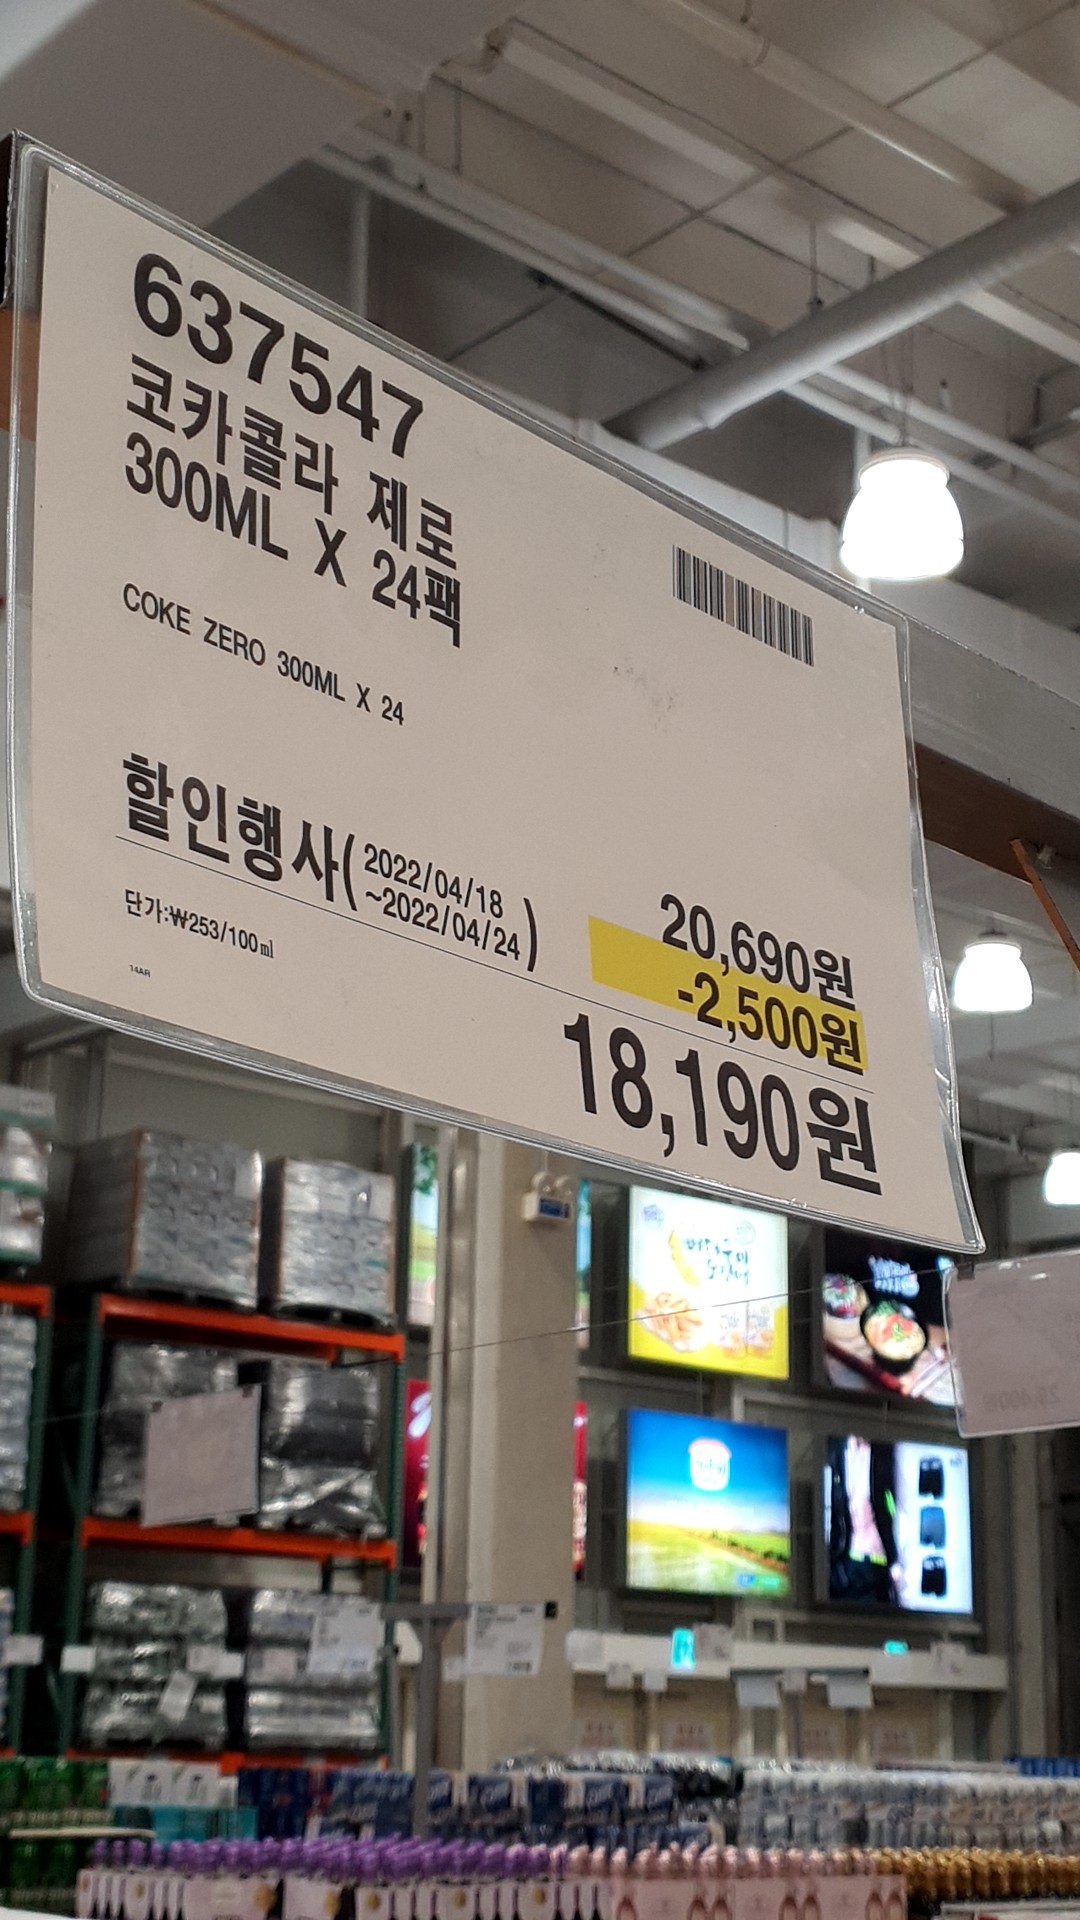 637547
코카콜라 제로
300ML X 24팩
COKE ZERO 300ML X 24
할인행사(2022/04/18
~2022/04/24)
20,690원
-2,500원
18,190원
단가:₩253/100㎖
14AR